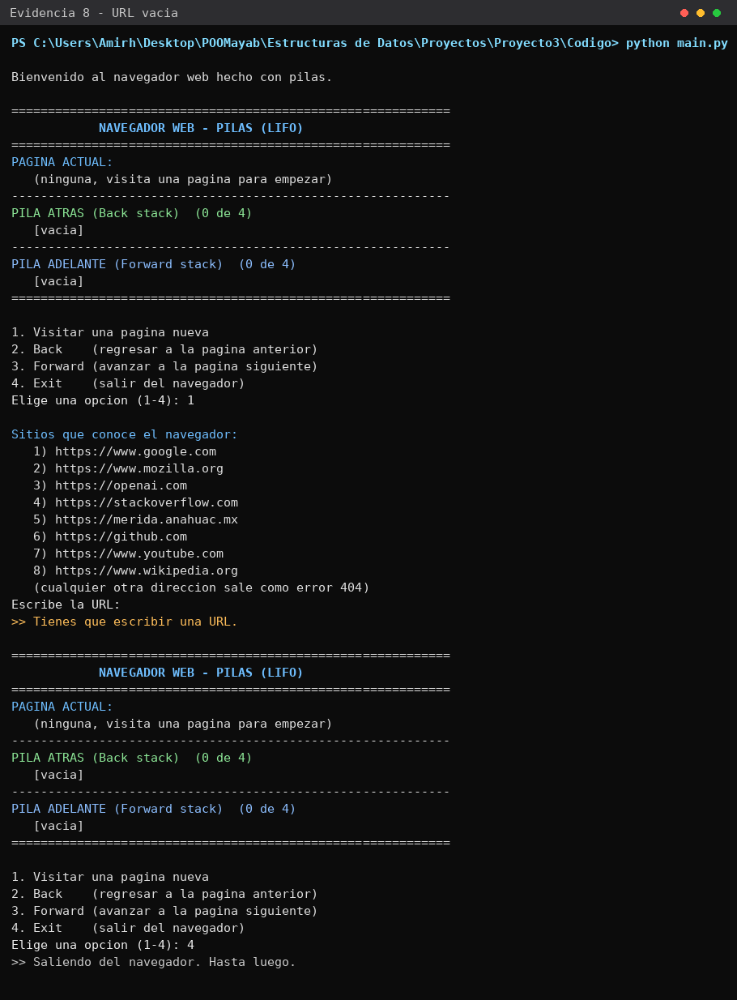 Evidencia 8 - URL vacia
PS C:\Users\Amirh\Desktop\POOMayab\Estructuras de Datos\Proyectos\Proyecto3\Codigo> python main.py
Bienvenido al navegador web hecho con pilas.
============================================================
NAVEGADOR WEB - PILAS (LIFO)
============================================================
PAGINA ACTUAL:
(ninguna, visita una pagina para empezar)
------------------------------------------------------------
PILA ATRAS (Back stack)  (0 de 4)
[vacia]
------------------------------------------------------------
PILA ADELANTE (Forward stack)  (0 de 4)
[vacia]
============================================================
1. Visitar una pagina nueva
2. Back    (regresar a la pagina anterior)
3. Forward (avanzar a la pagina siguiente)
4. Exit    (salir del navegador)
Elige una opcion (1-4): 1
Sitios que conoce el navegador:
1) https://www.google.com
2) https://www.mozilla.org
3) https://openai.com
4) https://stackoverflow.com
5) https://merida.anahuac.mx
6) https://github.com
7) https://www.youtube.com
8) https://www.wikipedia.org
(cualquier otra direccion sale como error 404)
Escribe la URL:
>> Tienes que escribir una URL.
============================================================
NAVEGADOR WEB - PILAS (LIFO)
============================================================
PAGINA ACTUAL:
(ninguna, visita una pagina para empezar)
------------------------------------------------------------
PILA ATRAS (Back stack)  (0 de 4)
[vacia]
------------------------------------------------------------
PILA ADELANTE (Forward stack)  (0 de 4)
[vacia]
============================================================
1. Visitar una pagina nueva
2. Back    (regresar a la pagina anterior)
3. Forward (avanzar a la pagina siguiente)
4. Exit    (salir del navegador)
Elige una opcion (1-4): 4
>> Saliendo del navegador. Hasta luego.